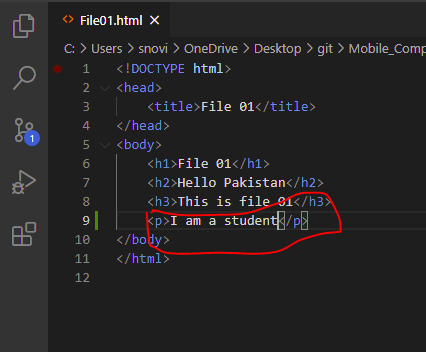 File01.html
C: > Users > snovi > OneDrive > Desktop > git > Mobile_Comp
1 <!DOCTYPE html>
2 <head>
3 <title>File 01</title>
4 </head>
5 <body>
6 <h1>File 01</h1>
7 <h2>Hello Pakistan</h2>
8 <h3>This is file 01</h3>
9 <p>I am a student</p>
10 </body>
11 </html>
12
1